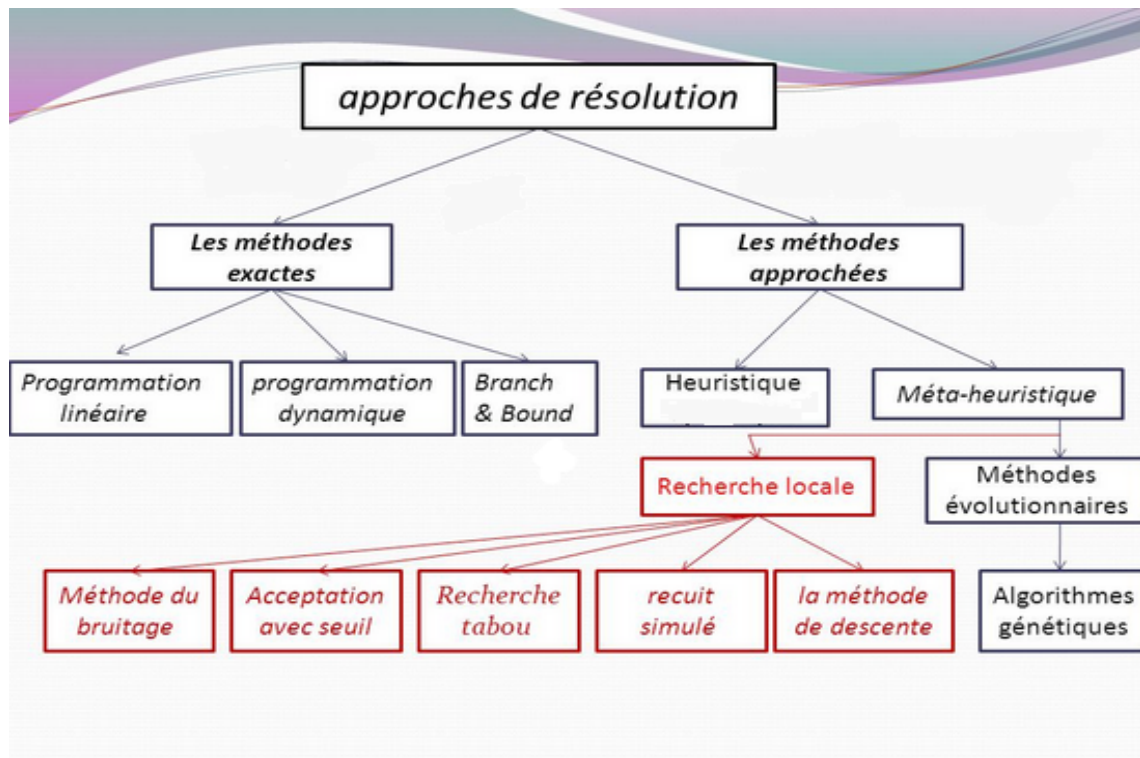 approches de résolution
Les méthodes
exactes
Les méthodes
approchées
Programmation
linéaire
programmation
dynamique
Branch
& Bound
Heuristique
Méta-heuristique
Recherche locale
Méthodes
évolutionnaires
Méthode du
bruitage
Acceptation
avec seuil
Recherche
tabou
recuit
simulé
la méthode
de descente
Algorithmes
génétiques